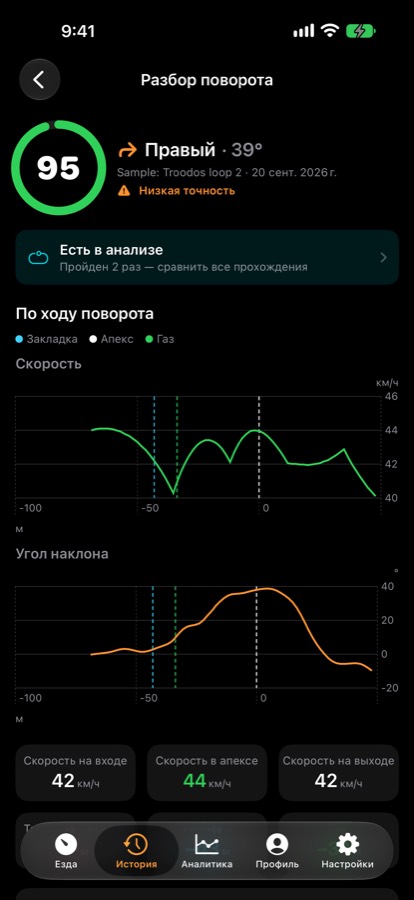 9:41
Разбор поворота
95
Правый · 39°
Sample: Troodos loop 2 · 20 сент. 2026 г.
Низкая точность
Есть в анализе
Пройден 2 раз — сравнить все прохождения
По ходу поворота
Закладка Апекс Газ
Скорость
км/ч
46
44
42
40
-100 -50 0
м
Угол наклона
°
40
20
0
-20
-100 -50 0
м
Скорость на входе Скорость в апексе Скорость на выходе
42 км/ч 44 км/ч 42 км/ч
Езда История Аналитика Профиль Настройки